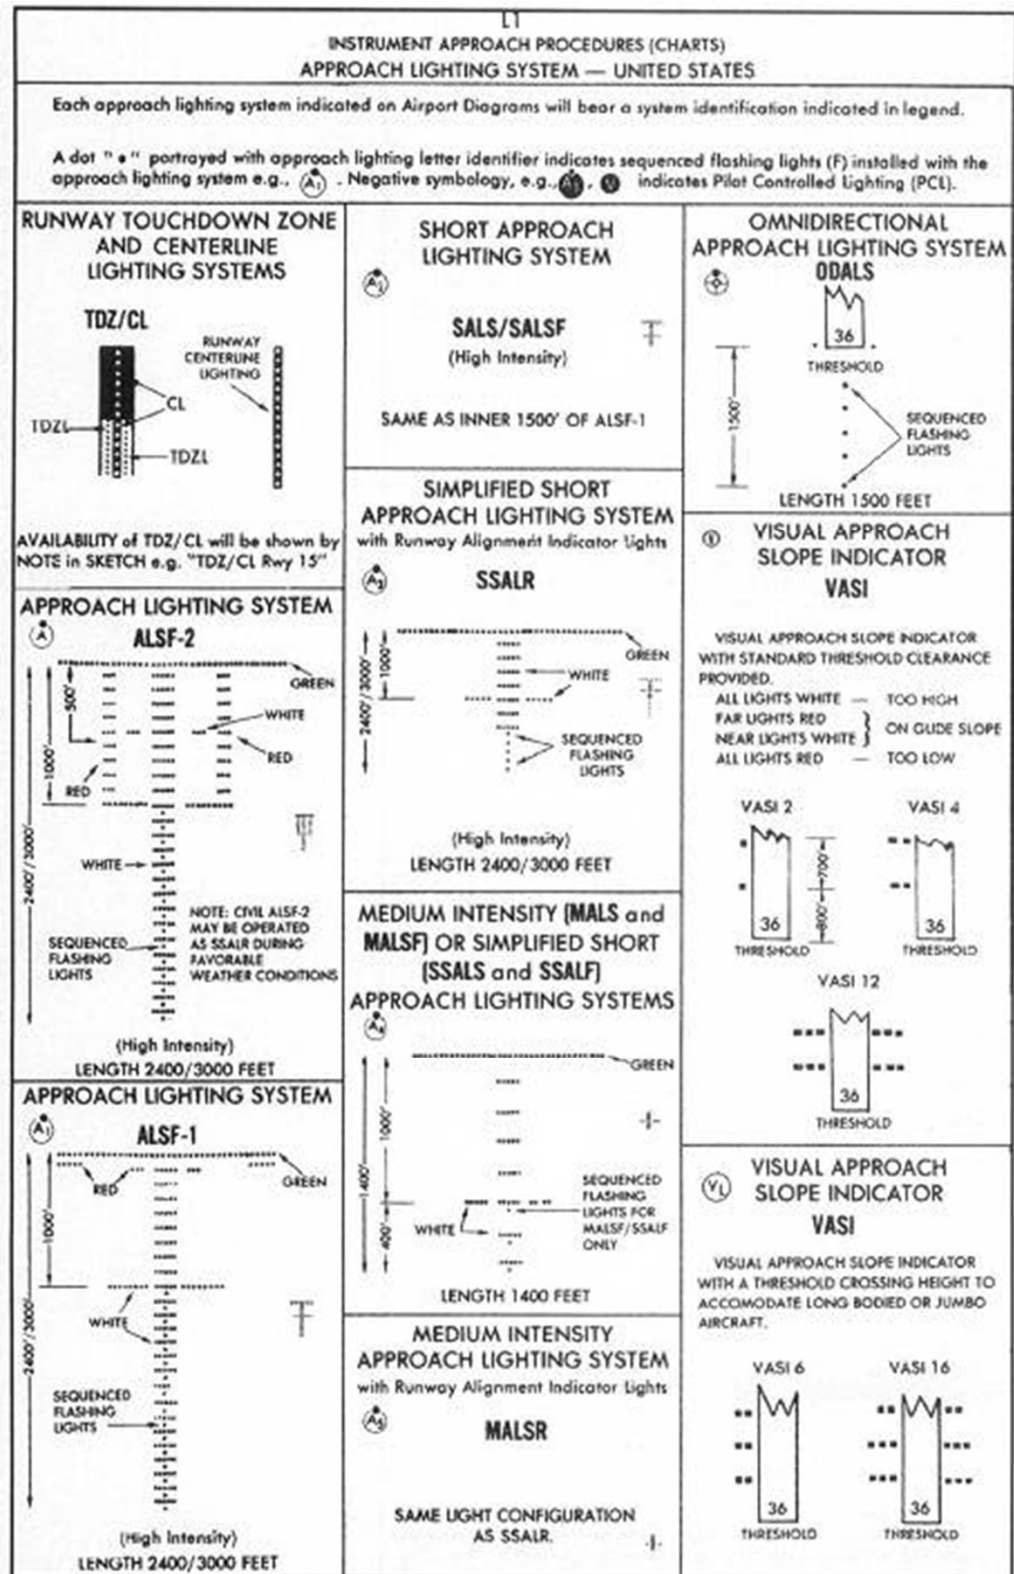 L1
INSTRUMENT APPROACH PROCEDURES (CHARTS)
APPROACH LIGHTING SYSTEM — UNITED STATES
Each approach lighting system indicated on Airport Diagrams will bear a system identification indicated in legend.
A dot "●" portrayed with approach lighting letter identifier indicates sequenced flashing lights (F) installed with the
approach lighting system e.g., A1 . Negative symbology, e.g., , V indicates Pilot Controlled Lighting (PCL).
RUNWAY TOUCHDOWN ZONE
AND CENTERLINE
LIGHTING SYSTEMS
TDZ/CL
RUNWAY
CENTERLINE
LIGHTING
CL
TDZL
TDZL
AVAILABILITY of TDZ/CL will be shown by
NOTE in SKETCH e.g. "TDZ/CL Rwy 15"
APPROACH LIGHTING SYSTEM
A
ALSF-2
GREEN
500'
WHITE
1000'
RED
RED
2400'/3000'
WHITE
NOTE: CIVIL ALSF-2
MAY BE OPERATED
AS SSALR DURING
FAVORABLE
WEATHER CONDITIONS
SEQUENCED
FLASHING
LIGHTS
(High Intensity)
LENGTH 2400/3000 FEET
APPROACH LIGHTING SYSTEM
A1
ALSF-1
RED
GREEN
1000'
WHITE
2400'/3000'
SEQUENCED
FLASHING
LIGHTS
(High Intensity)
LENGTH 2400/3000 FEET
SHORT APPROACH
LIGHTING SYSTEM
A2
SALS/SALSF
(High Intensity)
SAME AS INNER 1500' OF ALSF-1
SIMPLIFIED SHORT
APPROACH LIGHTING SYSTEM
with Runway Alignment Indicator Lights
A3
SSALR
GREEN
1000'
WHITE
2400'/3000'
SEQUENCED
FLASHING
LIGHTS
(High Intensity)
LENGTH 2400/3000 FEET
MEDIUM INTENSITY (MALS and
MALSF) OR SIMPLIFIED SHORT
(SSALS and SSALF)
APPROACH LIGHTING SYSTEMS
A4
GREEN
1000'
1400'
SEQUENCED
FLASHING
LIGHTS FOR
MALSF/SSALF
ONLY
WHITE
400'
LENGTH 1400 FEET
MEDIUM INTENSITY
APPROACH LIGHTING SYSTEM
with Runway Alignment Indicator Lights
A5
MALSR
SAME LIGHT CONFIGURATION
AS SSALR.
OMNIDIRECTIONAL
APPROACH LIGHTING SYSTEM
ODALS
36
THRESHOLD
1500'
SEQUENCED
FLASHING
LIGHTS
LENGTH 1500 FEET
V
VISUAL APPROACH
SLOPE INDICATOR
VASI
VISUAL APPROACH SLOPE INDICATOR
WITH STANDARD THRESHOLD CLEARANCE
PROVIDED.
ALL LIGHTS WHITE — TOO HIGH
FAR LIGHTS RED
NEAR LIGHTS WHITE } ON GLIDE SLOPE
ALL LIGHTS RED — TOO LOW
VASI 2
VASI 4
700'
800'
36
36
THRESHOLD
THRESHOLD
VASI 12
36
THRESHOLD
VL
VISUAL APPROACH
SLOPE INDICATOR
VASI
VISUAL APPROACH SLOPE INDICATOR
WITH A THRESHOLD CROSSING HEIGHT TO
ACCOMODATE LONG BODIED OR JUMBO
AIRCRAFT.
VASI 6
VASI 16
36
36
THRESHOLD
THRESHOLD